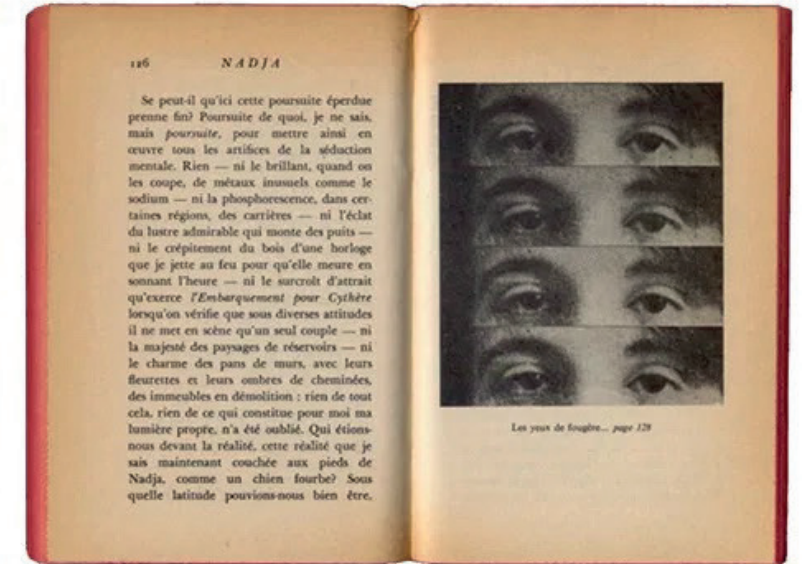 126 NADJA
Se peut-il qu'ici cette poursuite éperdue
prenne fin? Poursuite de quoi, je ne sais,
mais poursuite, pour mettre ainsi en
œuvre tous les artifices de la séduction
mentale. Rien — ni le brillant, quand on
les coupe, de métaux inusuels comme le
sodium — ni la phosphorescence, dans cer-
taines régions, des carrières — ni l'éclat
du lustre admirable qui monte des puits —
ni le crépitement du bois d'une horloge
que je jette au feu pour qu'elle meure en
sonnant l'heure — ni le surcroît d'attrait
qu'exerce l'Embarquement pour Cythère
lorsqu'on vérifie que sous diverses attitudes
il ne met en scène qu'un seul couple — ni
la majesté des paysages de réservoirs — ni
le charme des pans de murs, avec leurs
fleurettes et leurs ombres de cheminées,
des immeubles en démolition : rien de tout
cela, rien de ce qui constitue pour moi ma
lumière propre, n'a été oublié. Qui étions-
nous devant la réalité, cette réalité que je
sais maintenant couchée aux pieds de
Nadja, comme un chien fourbe? Sous
quelle latitude pouvions-nous bien être,
Les yeux de fougère... page 128